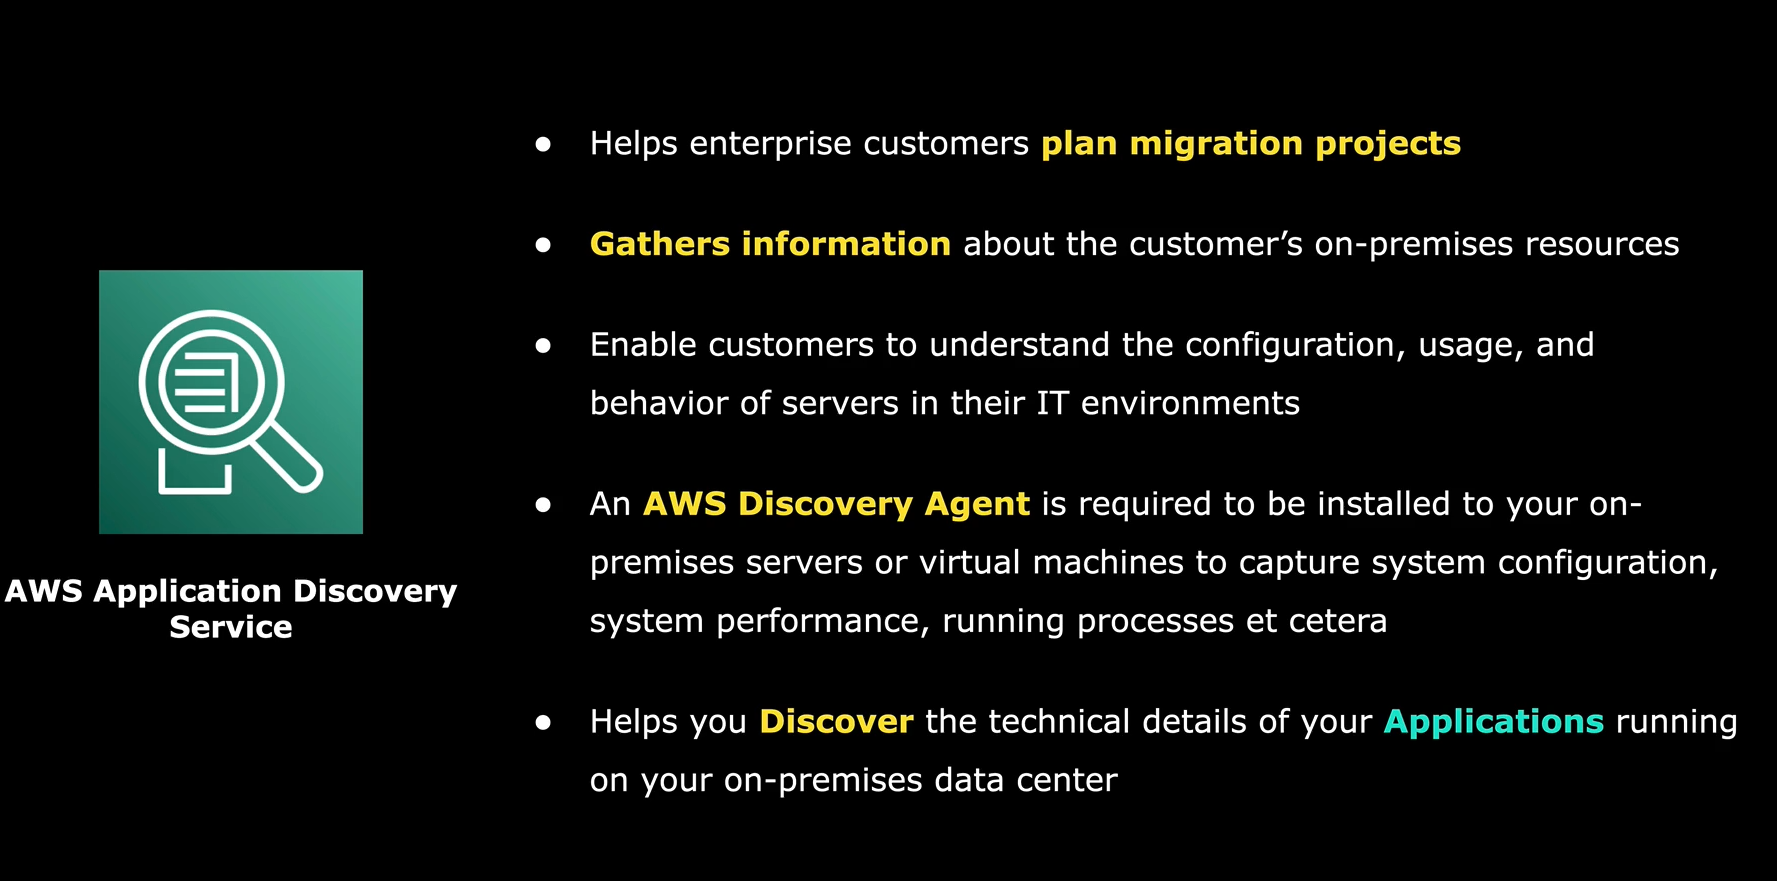 ● Helps enterprise customers plan migration projects
● Gathers information about the customer’s on-premises resources
● Enable customers to understand the configuration, usage, and
behavior of servers in their IT environments
● An AWS Discovery Agent is required to be installed to your on-
premises servers or virtual machines to capture system configuration,
system performance, running processes et cetera
● Helps you Discover the technical details of your Applications running
on your on-premises data center
AWS Application Discovery
Service